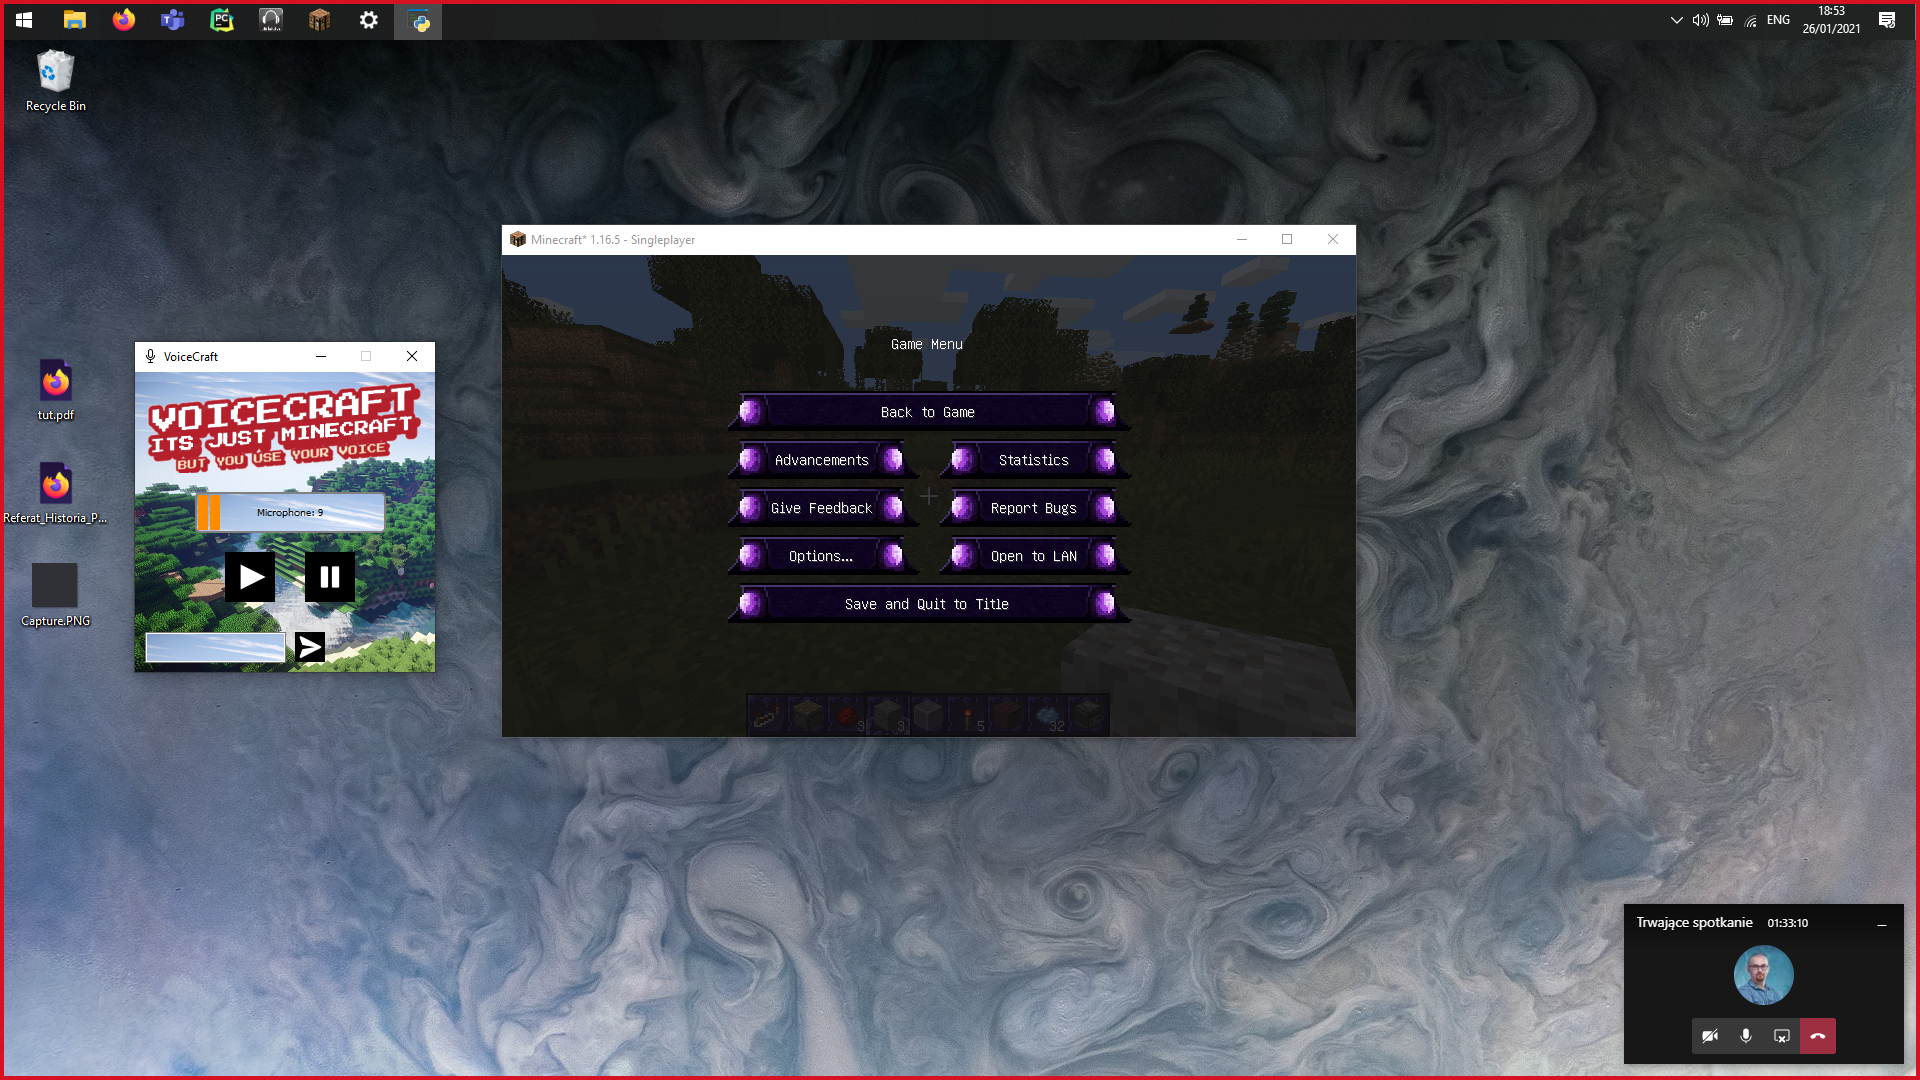 ENG
18:53
26/01/2021
Recycle Bin
tut.pdf
Referat_Historia_P...
Capture.PNG
VoiceCraft
VOICECRAFT
ITS JUST MINECRAFT
BUT YOU USE YOUR VOICE
Microphone: 9
Minecraft* 1.16.5 - Singleplayer
Game Menu
Back to Game
Advancements
Statistics
Give Feedback
Report Bugs
Options...
Open to LAN
Save and Quit to Title
3
3
5
32
Trwające spotkanie
01:33:10